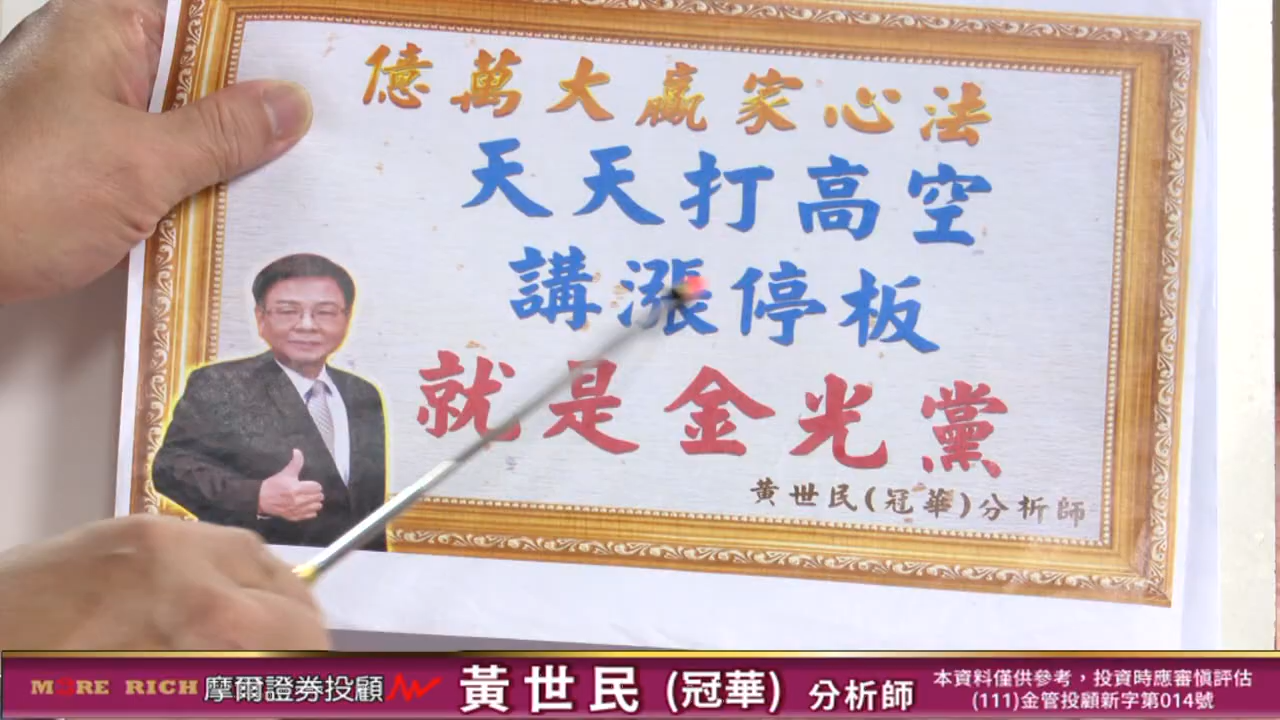 億萬大贏家心法
天天打高空
講漲停板
就是金光黨
黃世民(冠華)分析師
MORE RICH 摩爾證券投顧 黃世民 (冠華) 分析師
本資料僅供參考，投資時應審慎評估
(111)金管投顧新字第014號